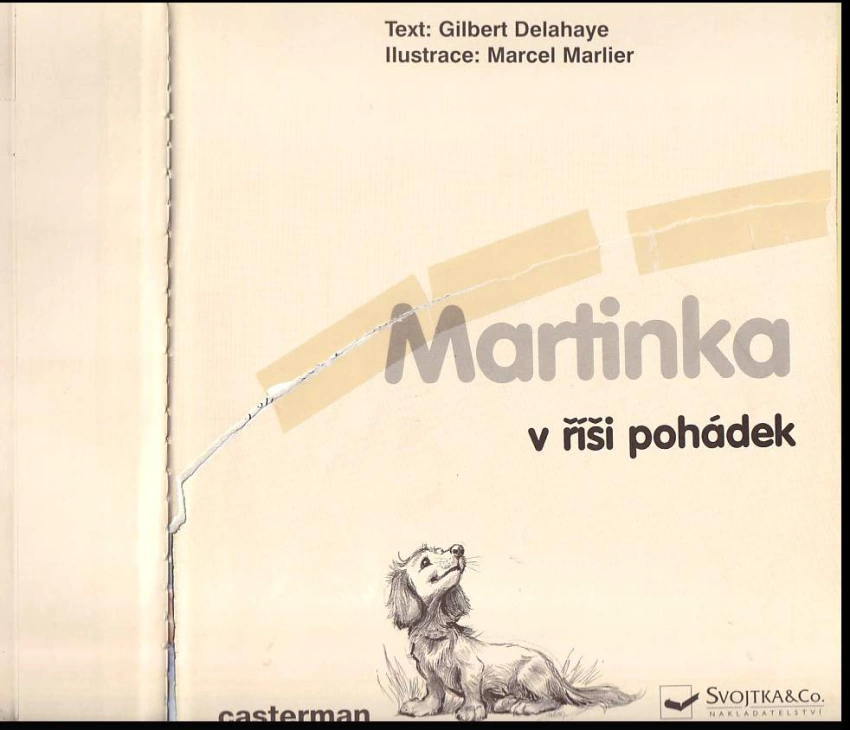 Text: Gilbert Delahaye
Ilustrace: Marcel Marlier
Martinka
v říši pohádek
casterman
SVOJTKA&CO.
NAKLADATELSTVÍ